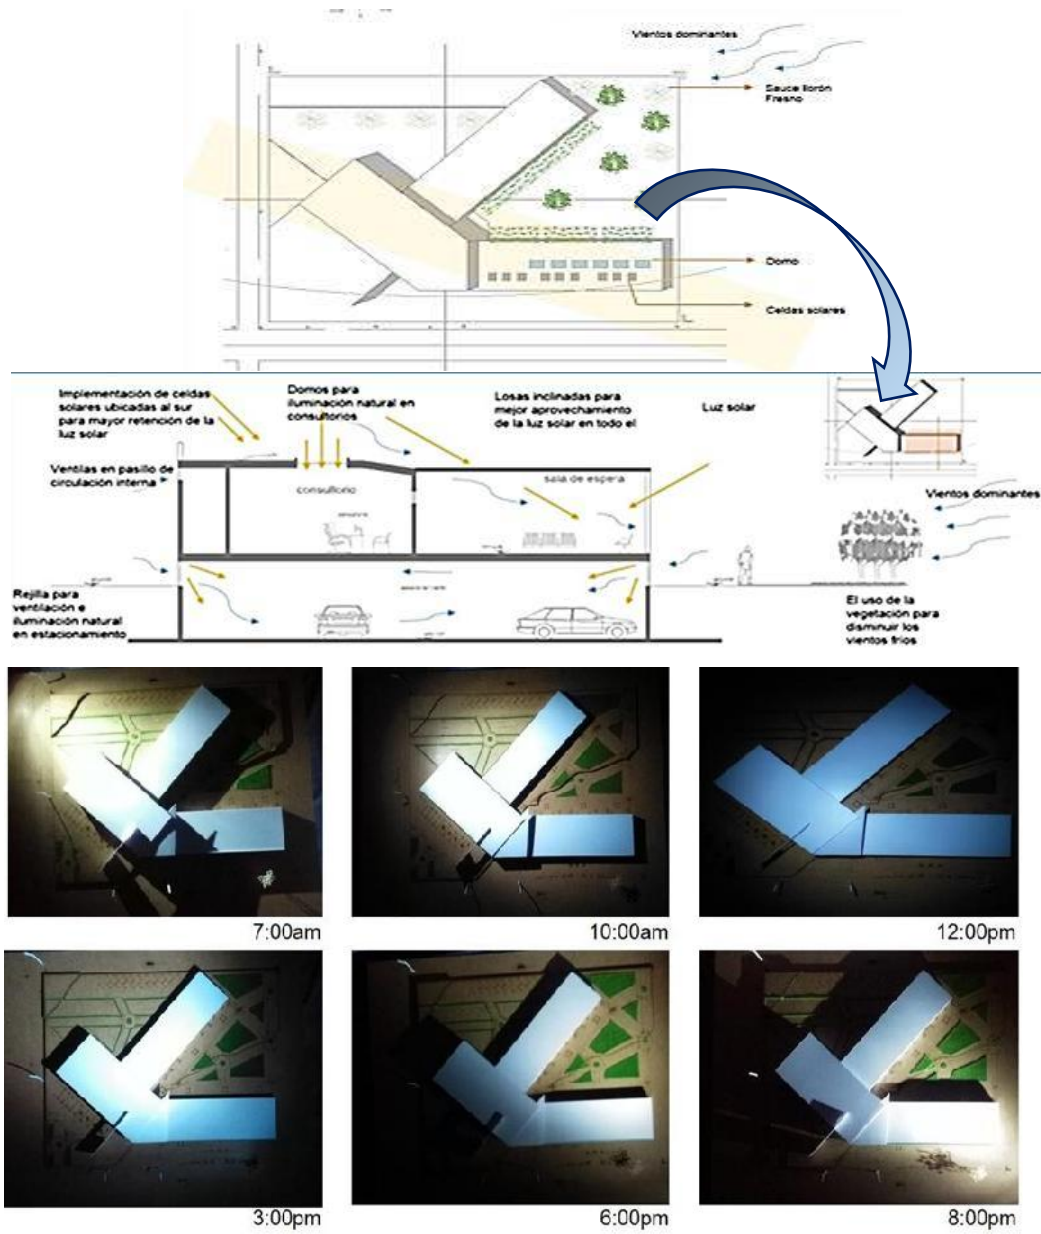 Vientos dominantes
Sauce llorón
Fresno
Domo
Celdas solares
Implementación de celdas
solares ubicadas al sur
para mayor retención de la
luz solar
Domos para
iluminación natural en
consultorios
Losas inclinadas para
mejor aprovechamiento
de la luz solar en todo el
Luz solar
Ventilas en pasillo de
circulación interna
consultorio
sala de espera
Vientos dominantes
Rejilla para
ventilación e
iluminación natural
en estacionamiento
El uso de la
vegetación para
disminuir los
vientos fríos
7:00am
10:00am
12:00pm
3:00pm
6:00pm
8:00pm